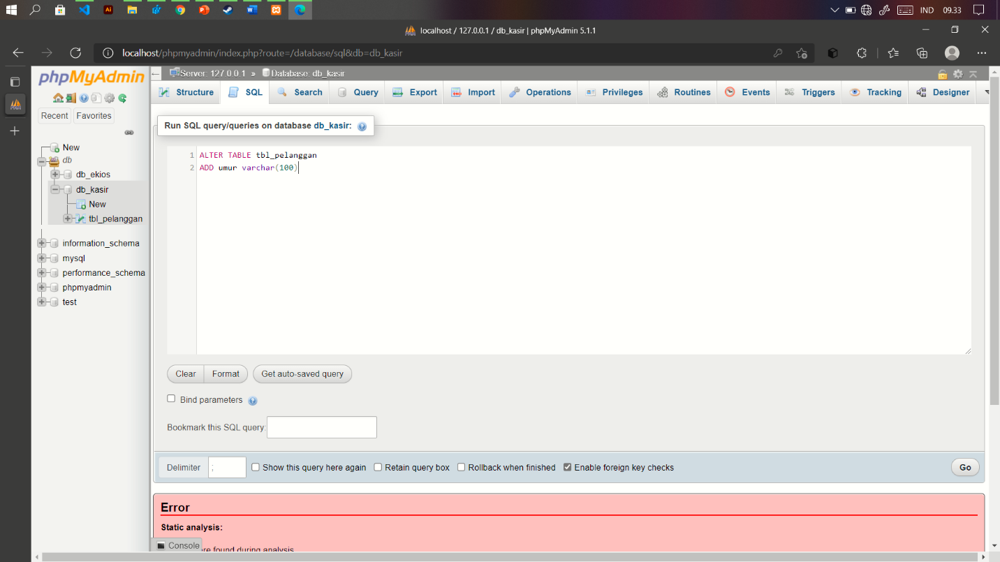 IND 09.33
localhost / 127.0.0.1 / db_kasir | phpMyAdmin 5.1.1
localhost/phpmyadmin/index.php?route=/database/sql&db=db_kasir
phpMyAdmin
Recent Favorites
New
db
db_ekios
db_kasir
New
tbl_pelanggan
information_schema
mysql
performance_schema
phpmyadmin
test
Server: 127.0.0.1 » Database: db_kasir
Structure SQL Search Query Export Import Operations Privileges Routines Events Triggers Tracking Designer
Run SQL query/queries on database db_kasir:
1 ALTER TABLE tbl_pelanggan
2 ADD umur varchar(100)
Clear Format Get auto-saved query
Bind parameters
Bookmark this SQL query:
Delimiter ; Show this query here again Retain query box Rollback when finished Enable foreign key checks Go
Error
Static analysis:
found during analysis.
Console